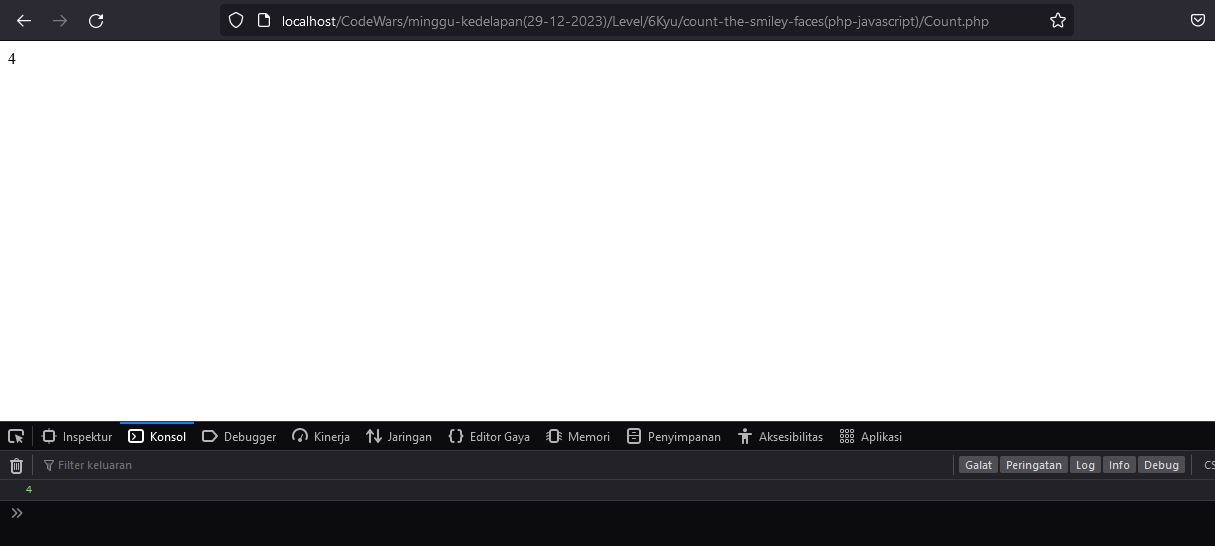 localhost/CodeWars/minggu-kedelapan(29-12-2023)/Level/6Kyu/count-the-smiley-faces(php-javascript)/Count.php
4
Inspektur Konsol Debugger Kinerja Jaringan Editor Gaya Memori Penyimpanan Aksesibilitas Aplikasi
Filter keluaran Galat Peringatan Log Info Debug CS
4